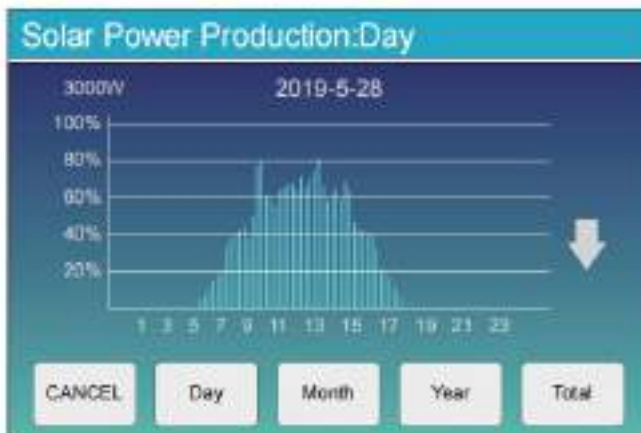 Solar Power Production:Day
3000W 2019-5-28
100%
80%
60%
40%
20%
1 3 5 7 9 11 13 15 17 19 21 23
CANCEL Day Month Year Total